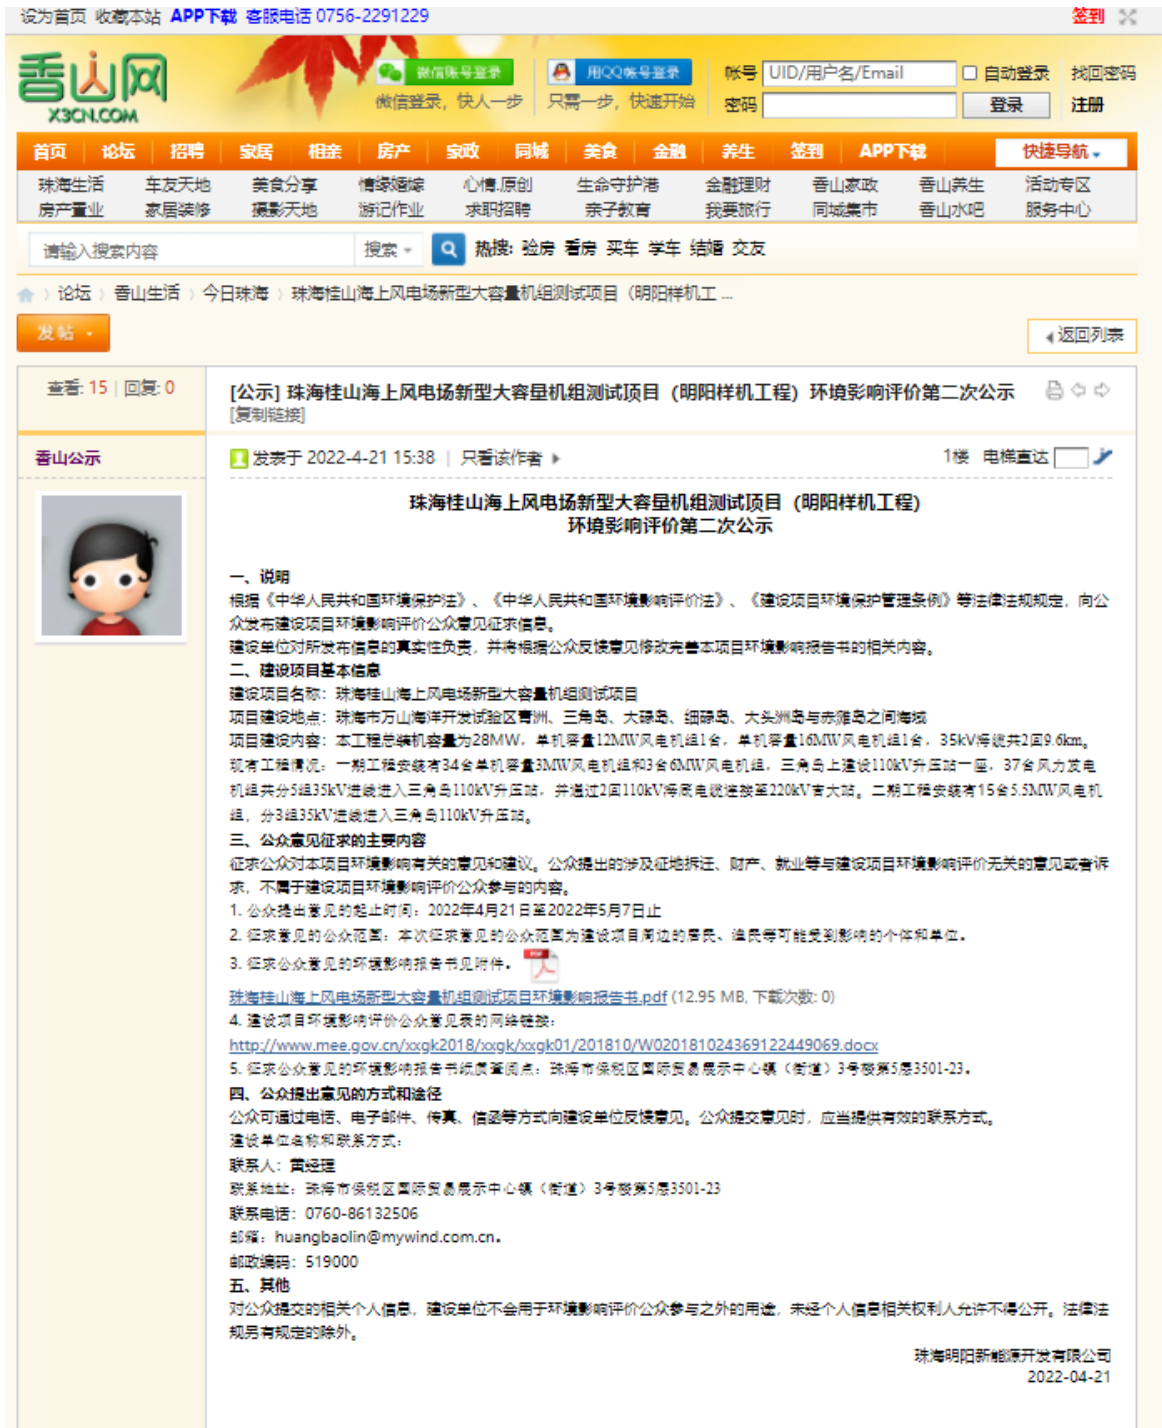 设为首页 收藏本站 APP下载 客服电话 0756-2291229 签到
香山网
X3CN.COM
微信账号登录
微信登录，快人一步
用QQ帐号登录
只需一步，快速开始
帐号 UID/用户名/Email 自动登录 找回密码
密码 登录 注册
首页 论坛 招聘 家居 相亲 房产 家政 同城 美食 金融 养生 签到 APP下载 快捷导航
珠海生活 车友天地 美食分享 情缘婚嫁 心情.原创 生命守护港 金融理财 香山家政 香山养生 活动专区
房产置业 家居装修 摄影天地 游记作业 求职招聘 亲子教育 我要旅行 同城集市 香山水吧 服务中心
请输入搜索内容 搜索 热搜: 验房 看房 买车 学车 结婚 交友
论坛 › 香山生活 › 今日珠海 › 珠海桂山海上风电场新型大容量机组测试项目（明阳样机工 ...
发帖 返回列表
查看: 15 | 回复: 0
[公示] 珠海桂山海上风电场新型大容量机组测试项目（明阳样机工程）环境影响评价第二次公示
[复制链接]
香山公示
发表于 2022-4-21 15:38 | 只看该作者 1楼 电梯直达
珠海桂山海上风电场新型大容量机组测试项目（明阳样机工程）
环境影响评价第二次公示
一、说明
根据《中华人民共和国环境保护法》、《中华人民共和国环境影响评价法》、《建设项目环境保护管理条例》等法律法规规定，向公
众发布建设项目环境影响评价公众意见征求信息。
建设单位对所发布信息的真实性负责，并将根据公众反馈意见修改完善本项目环境影响报告书的相关内容。
二、建设项目基本信息
建设项目名称：珠海桂山海上风电场新型大容量机组测试项目
项目建设地点：珠海市万山海洋开发试验区青洲、三角岛、大碌岛、细碌岛、大头洲岛与赤滩岛之间海域
项目建设内容：本工程总装机容量为28MW，单机容量12MW风电机组1台，单机容量16MW风电机组1台，35kV海缆共2回9.6km。
现有工程情况：一期工程安装有34台单机容量3MW风电机组和3台6MW风电机组，三角岛上建设110kV升压站一座，37台风力发电
机组共分5组35kV进线进入三角岛110kV升压站，并通过2回110kV海底电缆连接至220kV吉大站。二期工程安装有15台5.5MW风电机
组，分3组35kV进线进入三角岛110kV升压站。
三、公众意见征求的主要内容
征求公众对本项目环境影响有关的意见和建议。公众提出的涉及征地拆迁、财产、就业等与建设项目环境影响评价无关的意见或者诉
求，不属于建设项目环境影响评价公众参与的内容。
1. 公众提出意见的起止时间：2022年4月21日至2022年5月7日止
2. 征求意见的公众范围：本次征求意见的公众范围为建设项目周边的居民、渔民等可能受到影响的个体和单位。
3. 征求公众意见的环境影响报告书见附件。
珠海桂山海上风电场新型大容量机组测试项目环境影响报告书.pdf (12.95 MB, 下载次数: 0)
4. 建设项目环境影响评价公众意见表的网络链接：
http://www.mee.gov.cn/xxgk2018/xxgk/xxgk01/201810/W020181024369122449069.docx
5. 征求公众意见的环境影响报告书纸质查阅点：珠海市保税区国际贸易展示中心镇（街道）3号楼第5层3501-23。
四、公众提出意见的方式和途径
公众可通过电话、电子邮件、传真、信函等方式向建设单位反馈意见。公众提交意见时，应当提供有效的联系方式。
建设单位名称和联系方式：
联系人：黄经理
联系地址：珠海市保税区国际贸易展示中心镇（街道）3号楼第5层3501-23
联系电话：0760-86132506
邮箱：huangbaolin@mywind.com.cn。
邮政编码：519000
五、其他
对公众提交的相关个人信息，建设单位不会用于环境影响评价公众参与之外的用途，未经个人信息相关权利人允许不得公开。法律法
规另有规定的除外。
珠海明阳新能源开发有限公司
2022-04-21